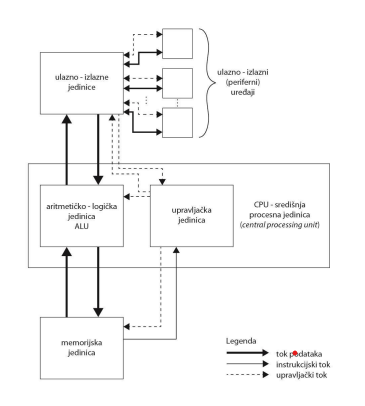 ulazno - izlazne
jedinice
ulazno - izlazni
(periferni)
uređaji
aritmetičko - logička
jedinica
ALU
upravljačka
jedinica
CPU - središnja
procesna jedinica
(central processing unit)
memorijska
jedinica
Legenda
tok podataka
instrukcijski tok
upravljački tok